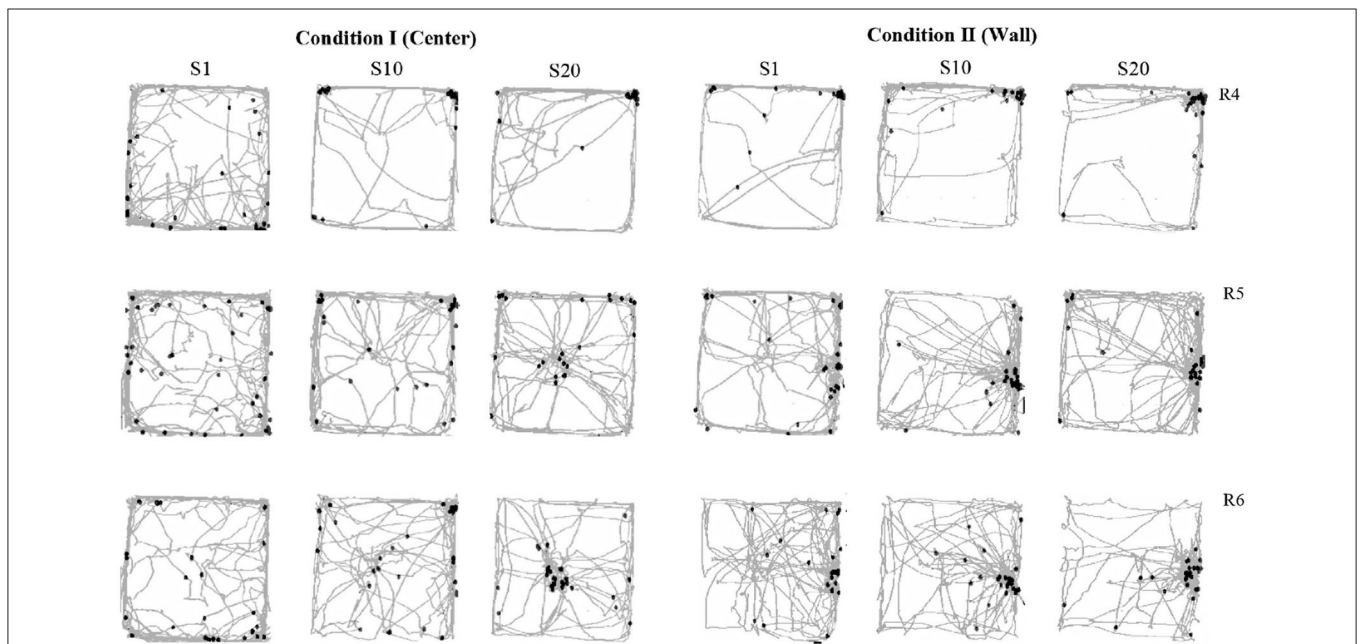 Condition I (Center)
Condition II (Wall)
S1 S10 S20 S1 S10 S20
R4
R5
R6